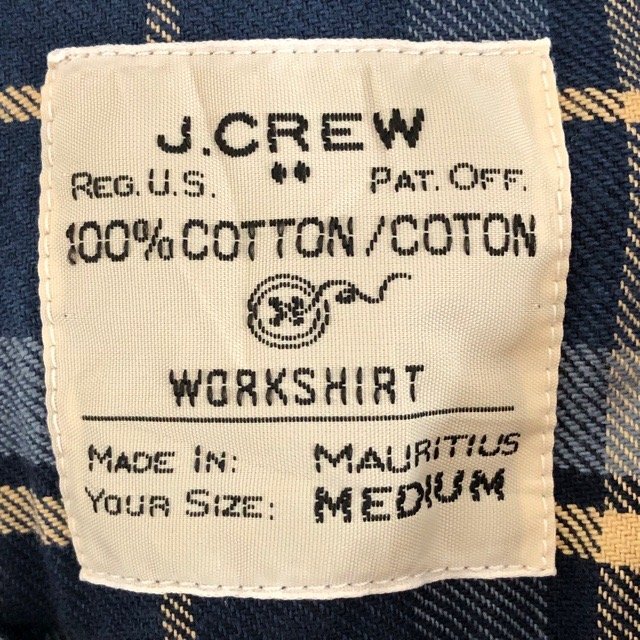 J.CREW
REG. U.S. PAT. OFF.
100% COTTON / COTON
WORKSHIRT
MADE IN: MAURITIUS
YOUR SIZE: MEDIUM